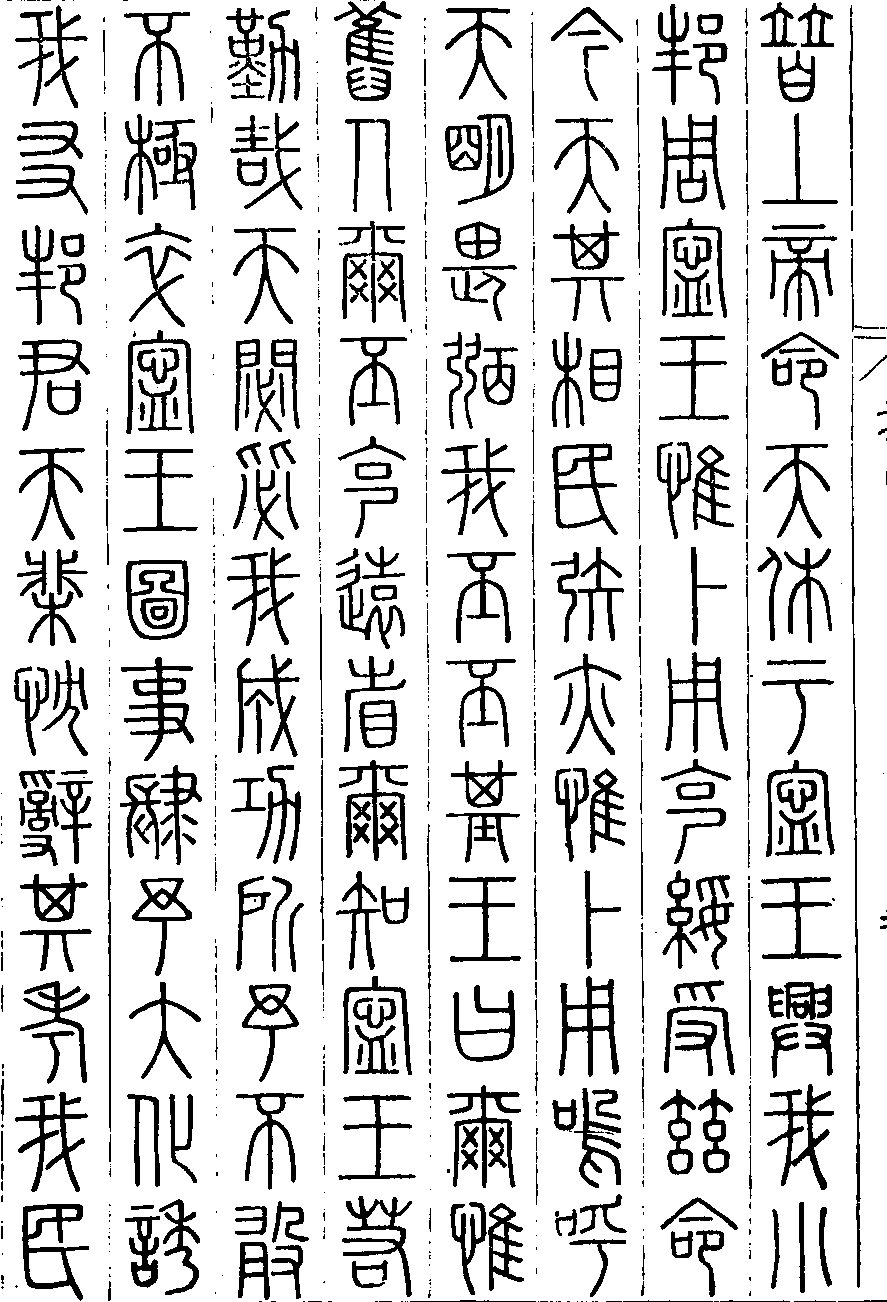 替上帝命天休于寧王興我小
邦周寧王惟卜用克綏受茲命
今天其相民矧亦惟卜用嗚呼
天明畏弼我丕丕基王曰爾惟
舊人爾丕克遠省爾知寧王若
勤哉天閟毖我成功所予不敢
不極卒寧王圖事肆予大化誘
我友邦君天棐忱辭其考我民